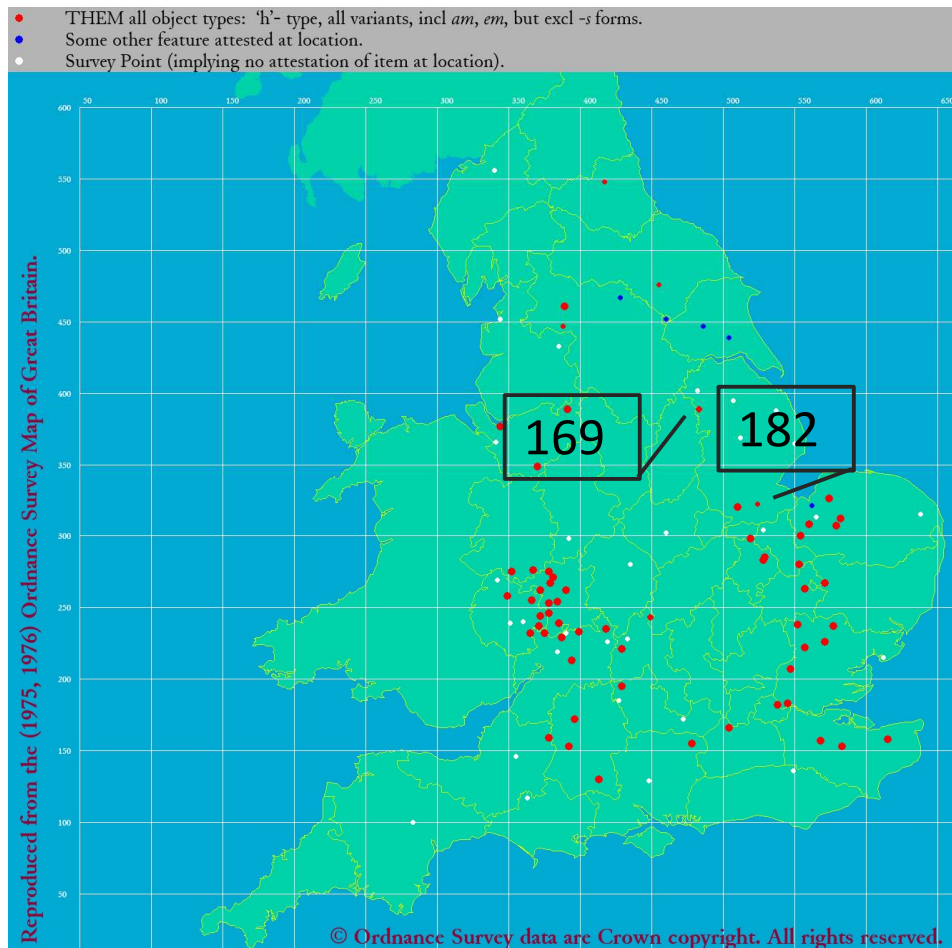 THEM all object types: ‘h’- type, all variants, incl am, em, but excl -s forms.
Some other feature attested at location.
Survey Point (implying no attestation of item at location).
50 100 150 200 250 300 350 400 450 500 550 600 650
600
550
500
450
400
350
300
250
200
150
100
50
169
182
Reproduced from the (1975, 1976) Ordnance Survey Map of Great Britain.
© Ordnance Survey data are Crown copyright. All rights reserved.